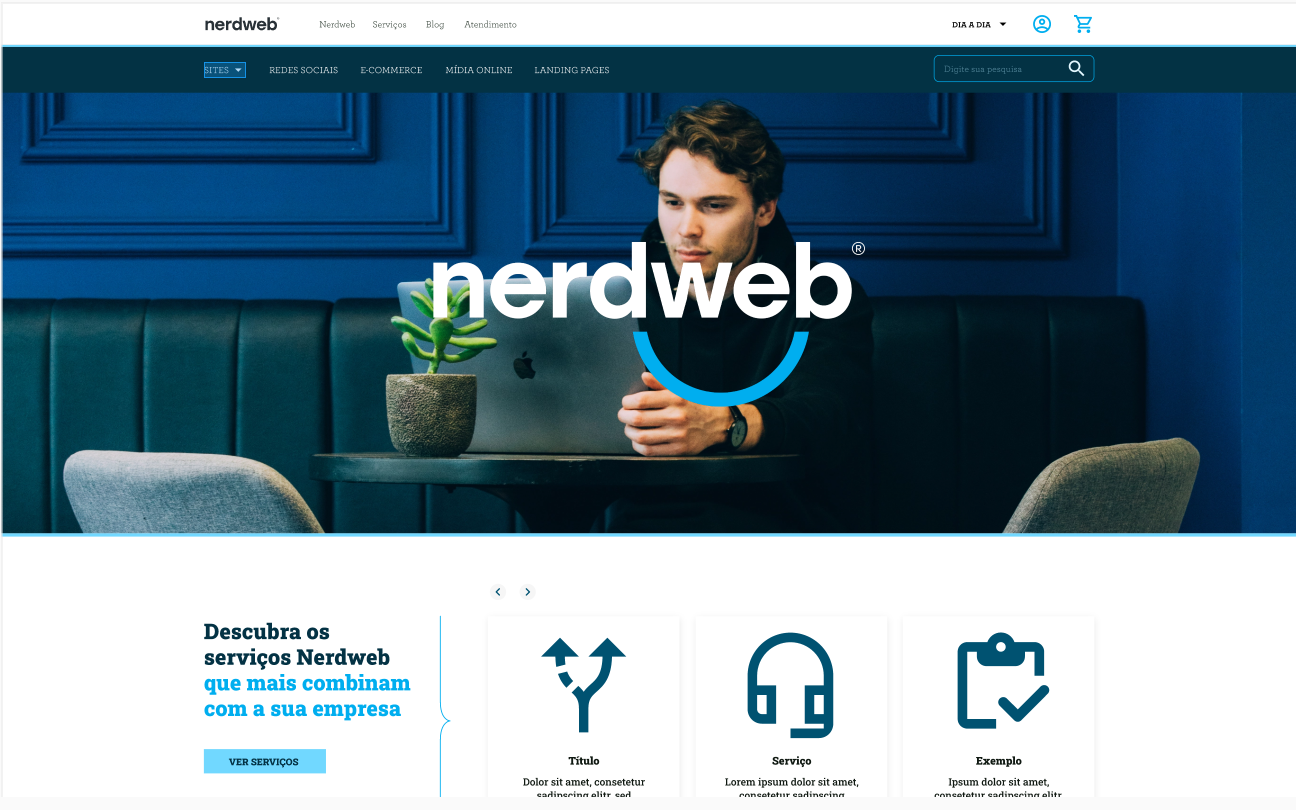 nerdweb
Nerdweb Serviços Blog Atendimento
DIA A DIA
SITES REDES SOCIAIS E-COMMERCE MÍDIA ONLINE LANDING PAGES
Digite sua pesquisa
nerdweb®
Descubra os
serviços Nerdweb
que mais combinam
com a sua empresa
VER SERVIÇOS
Título
Dolor sit amet, consetetur
sadipscing elitr, sed
Serviço
Lorem ipsum dolor sit amet,
consetetur sadipscing
Exemplo
Ipsum dolor sit amet,
consetetur sadipscing elitr